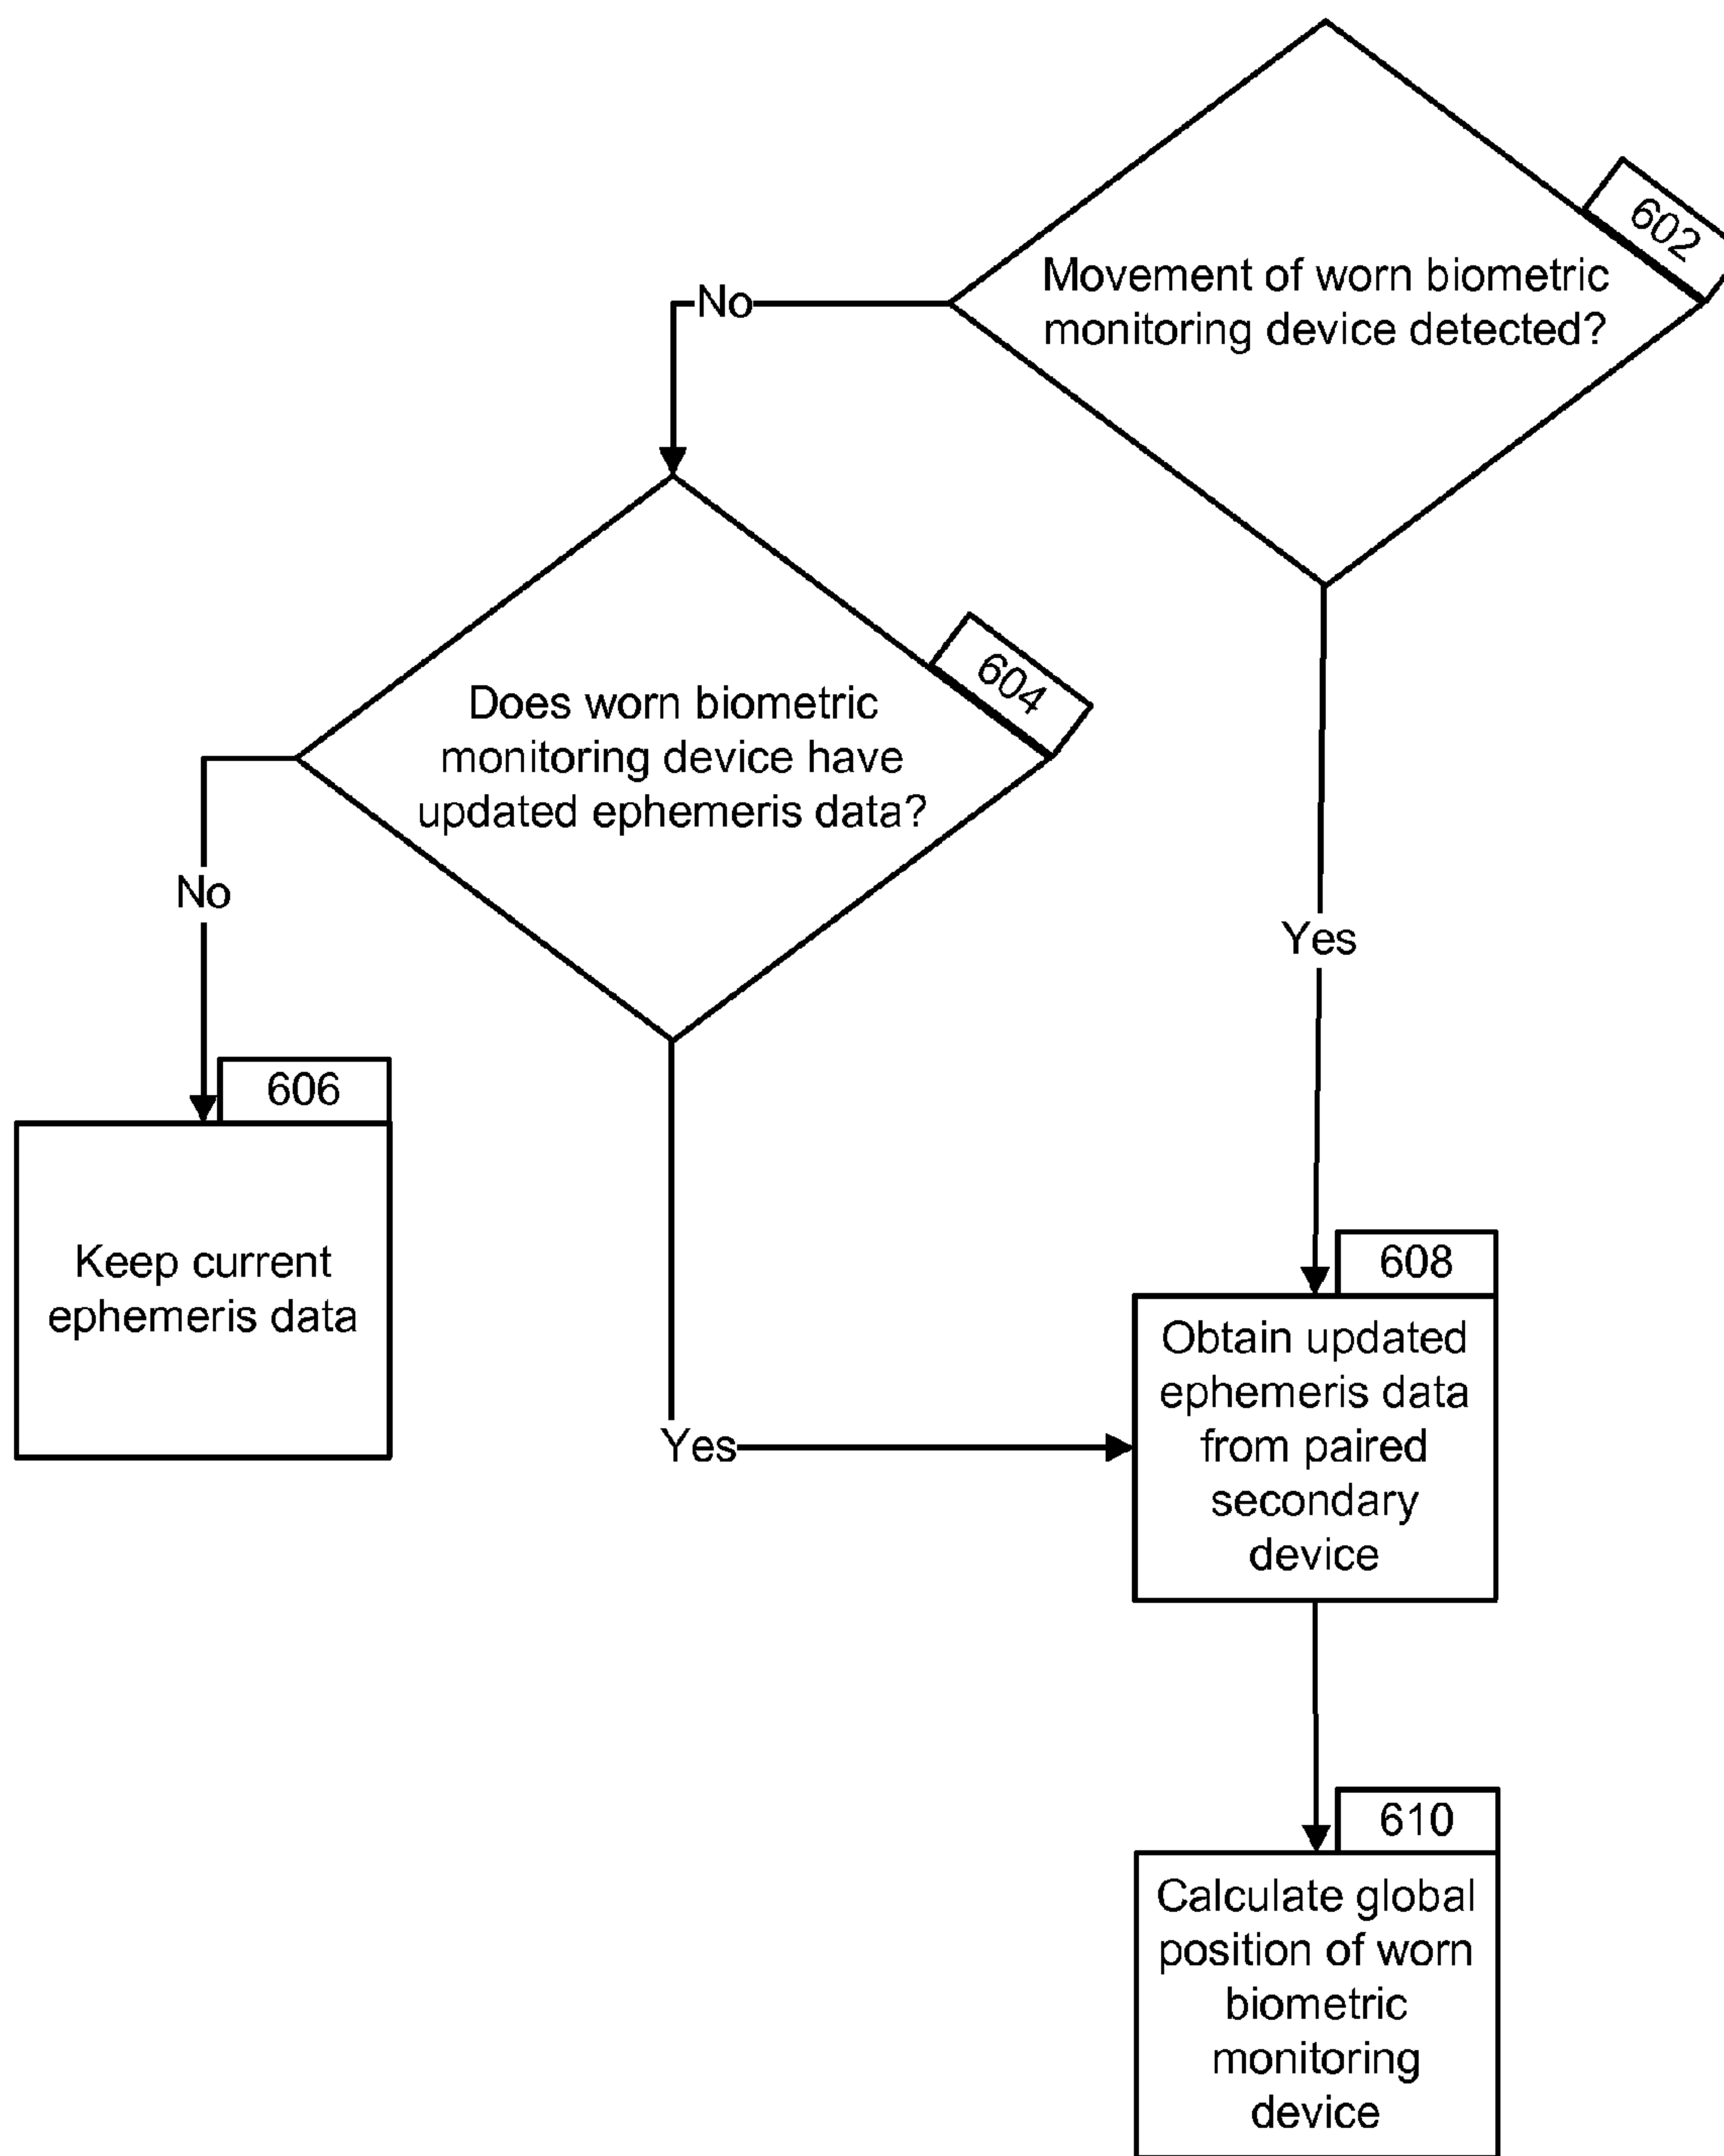 602
Movement of worn biometric
monitoring device detected?
No
604
Does worn biometric
monitoring device have
updated ephemeris data?
No
Yes
606
Keep current
ephemeris data
608
Obtain updated
ephemeris data
from paired
secondary
device
Yes
610
Calculate global
position of worn
biometric
monitoring
device